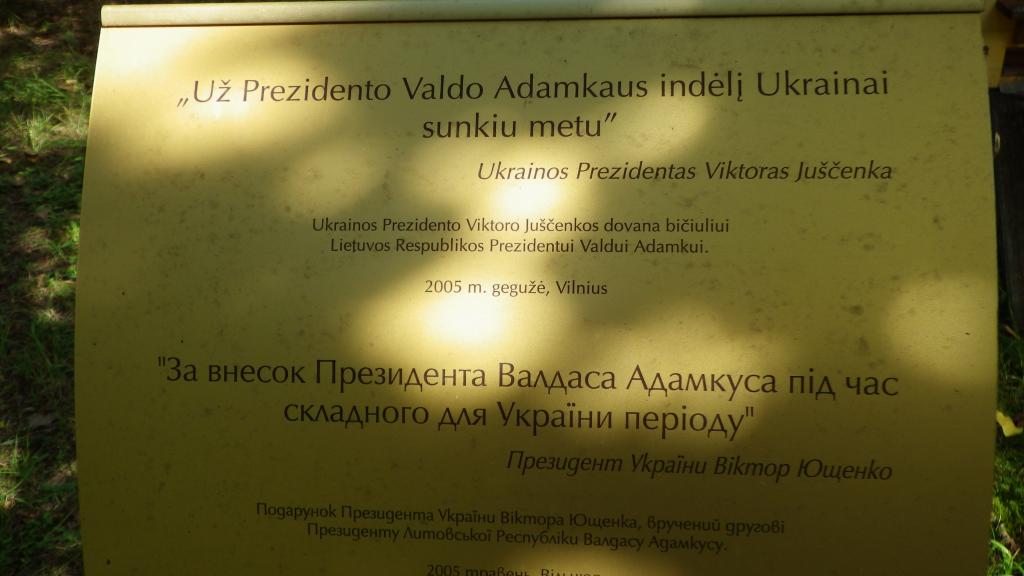 „Už Prezidento Valdo Adamkaus indėlį Ukrainai
sunkiu metu”
Ukrainos Prezidentas Viktoras Juščenka
Ukrainos Prezidento Viktoro Juščenkos dovana bičiuliui
Lietuvos Respublikos Prezidentui Valdui Adamkui.
2005 m. gegužė, Vilnius
"За внесок Президента Валдаса Адамкуса під час
складного для України періоду"
Президент України Віктор Ющенко
Подарунок Президента України Віктора Ющенка, вручений другові
Президенту Литовської Республіки Валдасу Адамкусу.
2005 травень,